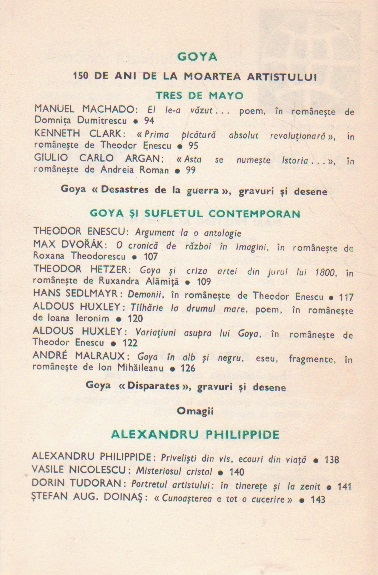 GOYA
150 DE ANI DE LA MOARTEA ARTISTULUI
TRES DE MAYO
MANUEL MACHADO: El le-a văzut... poem, în românește de
Domnița Dumitrescu • 94
KENNETH CLARK: «Prima picătură absolut revoluționară», în
românește de Theodor Enescu • 95
GIULIO CARLO ARGAN: «Asta se numește Istoria...», în
românește de Andreia Roman • 99
Goya «Desastres de la guerra», gravuri și desene
GOYA ȘI SUFLETUL CONTEMPORAN
THEODOR ENESCU: Argument la o antologie
MAX DVOŘÁK: O cronică de război în imagini, în românește de
Roxana Theodorescu • 107
THEODOR HETZER: Goya și criza artei din jurul lui 1800, în
românește de Ruxandra Alămiță • 109
HANS SEDLMAYR: Demonii, în românește de Theodor Enescu • 117
ALDOUS HUXLEY: Tîlhărie la drumul mare, poem, în românește
de Ioana Ieronim • 120
ALDOUS HUXLEY: Variațiuni asupra lui Goya, în românește de
Theodor Enescu • 122
ANDRÉ MALRAUX: Goya în alb și negru, eseu, fragmente, în
românește de Ion Mihăileanu • 126
Goya «Disparates», gravuri și desene
Omagii
ALEXANDRU PHILIPPIDE
ALEXANDRU PHILIPPIDE: Priveliști din vis, ecouri din viață • 138
VASILE NICOLESCU: Misteriosul cristal • 140
DORIN TUDORAN: Portretul artistului: în tinerețe și la zenit • 141
ȘTEFAN AUG. DOINAȘ: «Cunoașterea e tot o cucerire» • 143